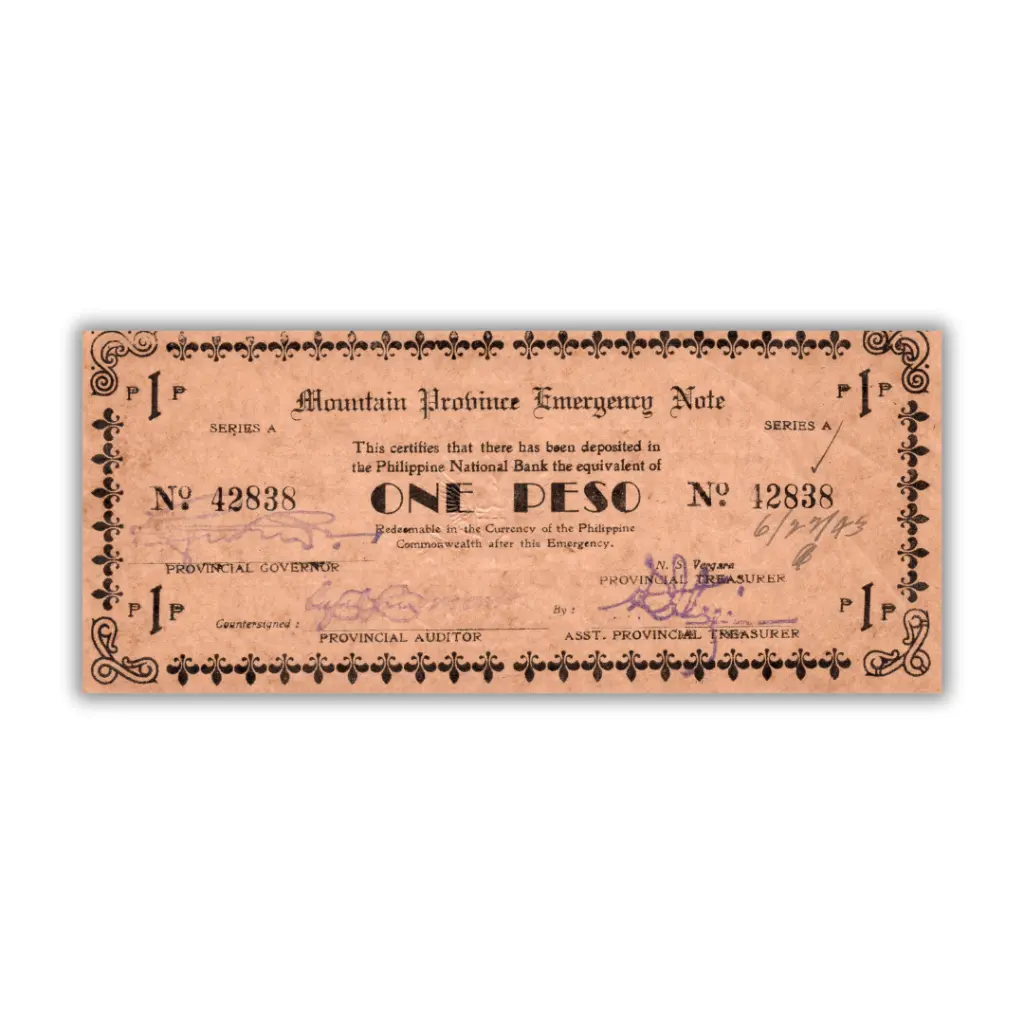 P 1 P P 1 P
Mountain Province Emergency Note
SERIES A SERIES A
This certifies that there has been deposited in
the Philippine National Bank the equivalent of
Nº 42838 ONE PESO Nº 42838
Redeemable in the Currency of the Philippine
Commonwealth after this Emergency.
6/27/43
PROVINCIAL GOVERNOR
N. S. Vergara
PROVINCIAL TREASURER
P 1 P P 1 P
Countersigned : By :
PROVINCIAL AUDITOR ASST. PROVINCIAL TREASURER